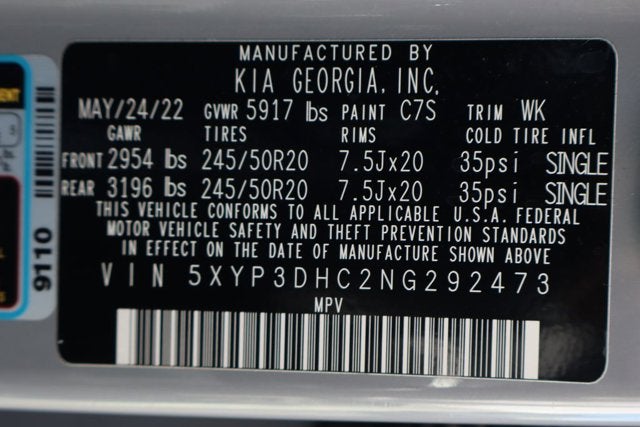 MANUFACTURED BY
KIA GEORGIA, INC.
MAY/24/22 GVWR 5917 lbs PAINT C7S TRIM WK
GAWR TIRES RIMS COLD TIRE INFL
FRONT 2954 lbs 245/50R20 7.5Jx20 35psi SINGLE
REAR 3196 lbs 245/50R20 7.5Jx20 35psi SINGLE
THIS VEHICLE CONFORMS TO ALL APPLICABLE U.S.A. FEDERAL
MOTOR VEHICLE SAFETY AND THEFT PREVENTION STANDARDS
IN EFFECT ON THE DATE OF MANUFACTURE SHOWN ABOVE
VIN 5XYP3DHC2NG292473
MPV
9110